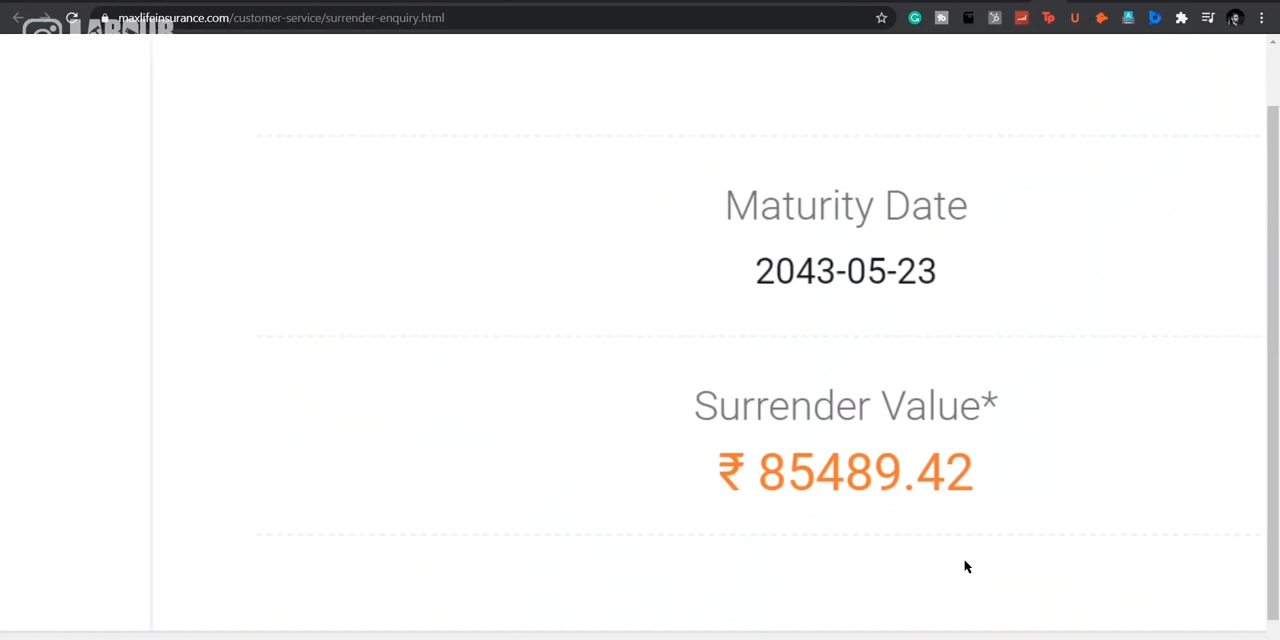 maxlifeinsurance.com/customer-service/surrender-enquiry.html
Maturity Date
2043-05-23
Surrender Value*
₹ 85489.42